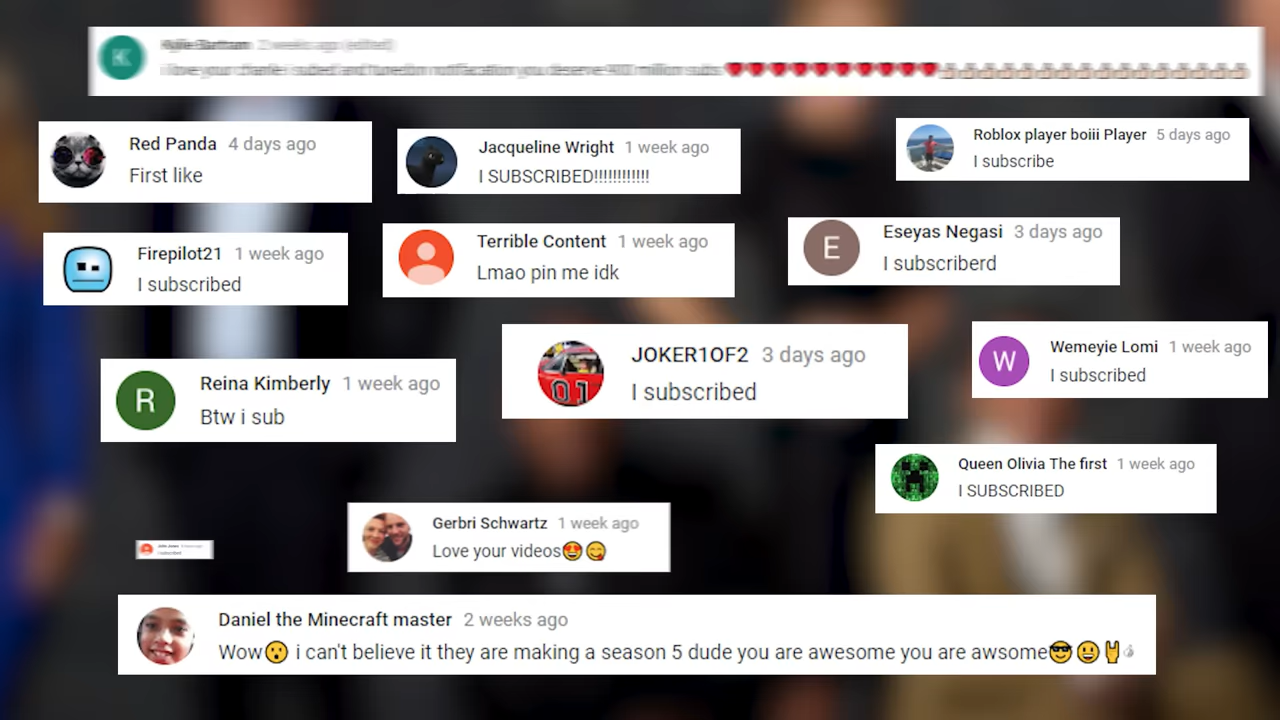 K
Red Panda 4 days ago
First like
Jacqueline Wright 1 week ago
I SUBSCRIBED!!!!!!!!!!!!
Roblox player boiii Player 5 days ago
I subscribe
Firepilot21 1 week ago
I subscribed
Terrible Content 1 week ago
Lmao pin me idk
E
Eseyas Negasi 3 days ago
I subscriberd
R
Reina Kimberly 1 week ago
Btw i sub
01
JOKER1OF2 3 days ago
I subscribed
W
Wemeyie Lomi 1 week ago
I subscribed
Queen Olivia The first 1 week ago
I SUBSCRIBED
Gerbri Schwartz 1 week ago
Love your videos😍😋
Daniel the Minecraft master 2 weeks ago
Wow😮 i can't believe it they are making a season 5 dude you are awesome you are awsome😎😃🤘